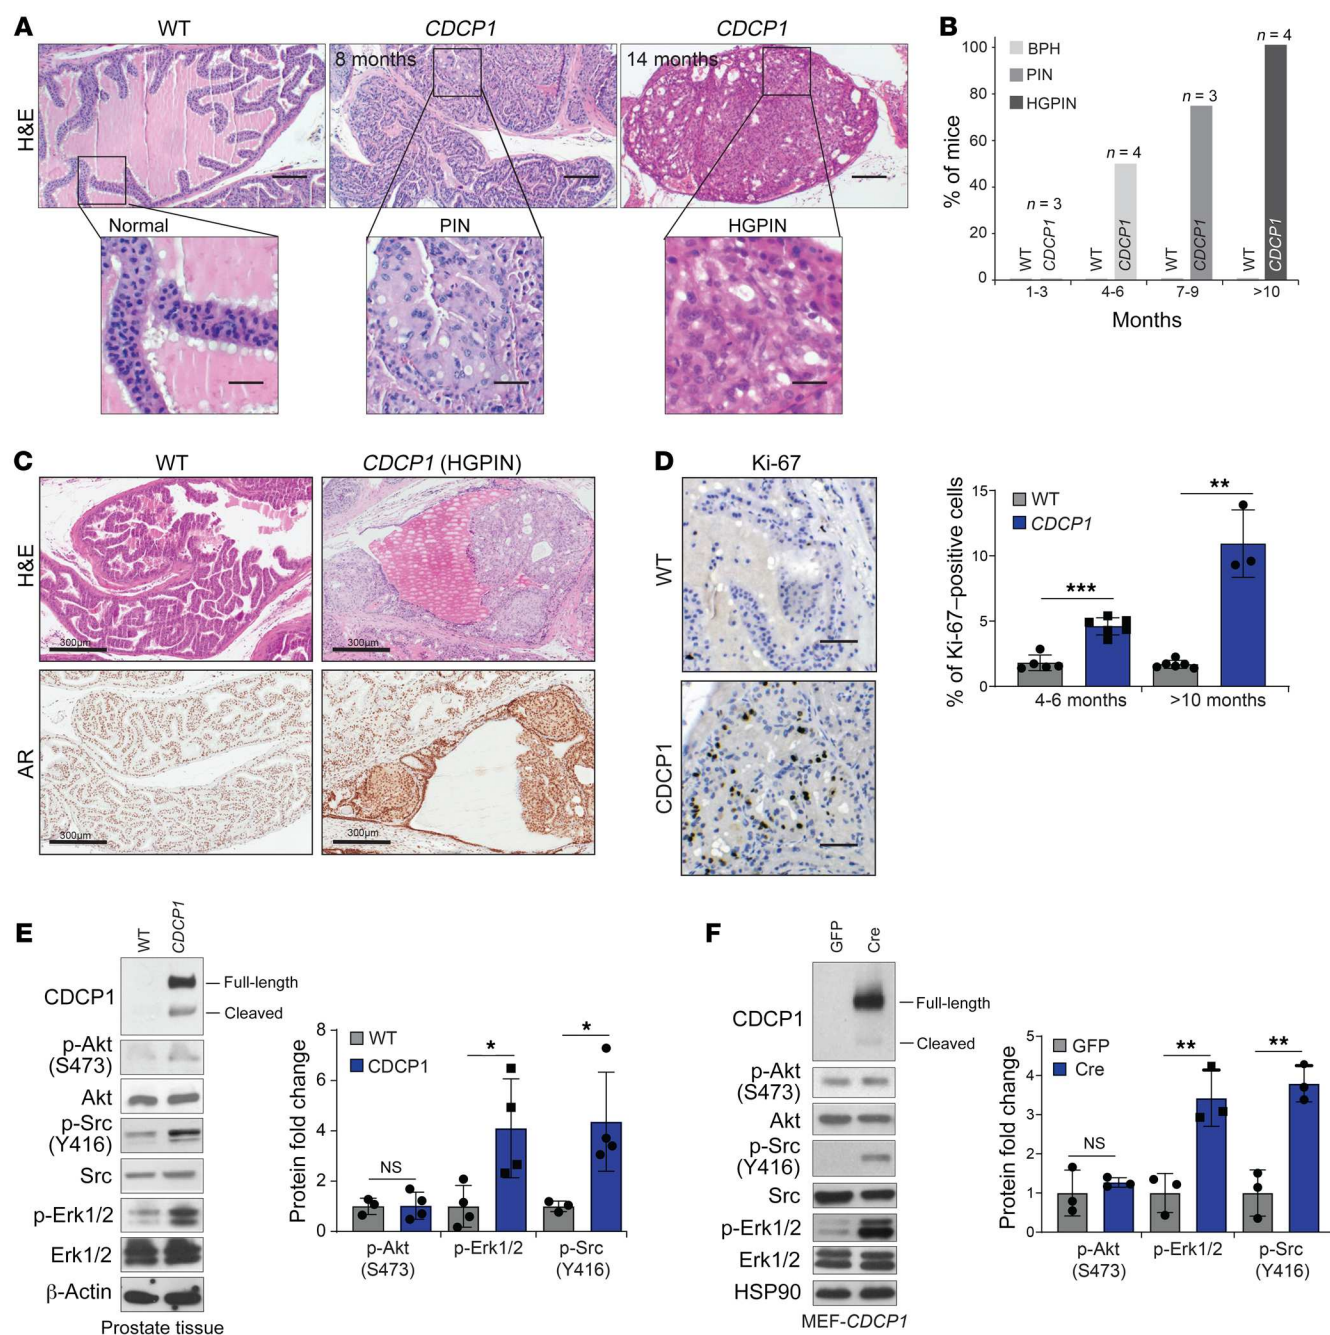 A
WT
CDCP1
CDCP1
H&E
8 months
14 months
Normal
PIN
HGPIN
B
% of mice
100
80
60
40
20
0
BPH
PIN
HGPIN
n = 3
n = 4
n = 3
n = 4
WT
CDCP1
WT
CDCP1
WT
CDCP1
WT
CDCP1
1-3
4-6
7-9
>10
Months
C
WT
CDCP1 (HGPIN)
H&E
300µm
AR
300µm
300µm
D
Ki-67
WT
CDCP1
% of Ki-67–positive cells
15
10
5
0
WT
CDCP1
***
**
4-6 months
>10 months
E
WT
CDCP1
CDCP1
Full-length
Cleaved
p-Akt
(S473)
Akt
p-Src
(Y416)
Src
p-Erk1/2
Erk1/2
β-Actin
Prostate tissue
Protein fold change
8
6
4
2
0
WT
CDCP1
NS
*
*
p-Akt
(S473)
p-Erk1/2
p-Src
(Y416)
F
GFP
Cre
CDCP1
Full-length
Cleaved
p-Akt
(S473)
Akt
p-Src
(Y416)
Src
p-Erk1/2
Erk1/2
HSP90
MEF-CDCP1
Protein fold change
5
4
3
2
1
0
GFP
Cre
NS
**
**
p-Akt
(S473)
p-Erk1/2
p-Src
(Y416)